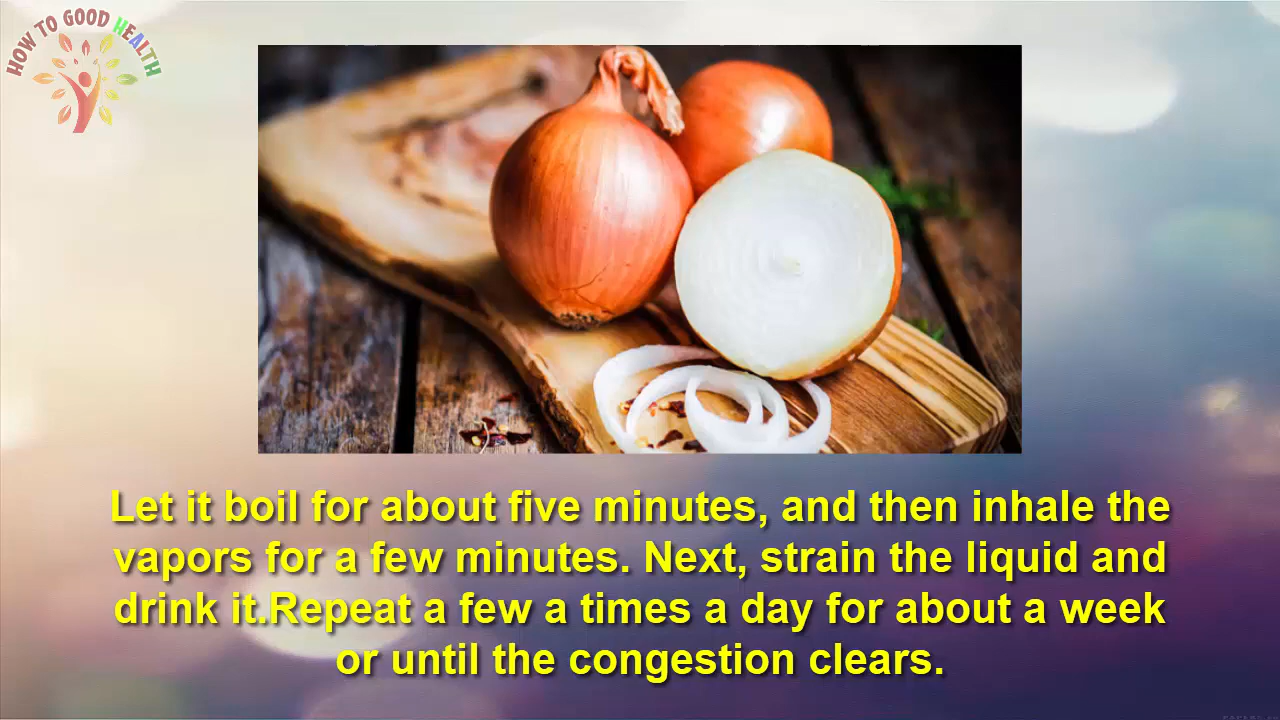 HOW TO GOOD HEALTH
Let it boil for about five minutes, and then inhale the
vapors for a few minutes. Next, strain the liquid and
drink it.Repeat a few a times a day for about a week
or until the congestion clears.